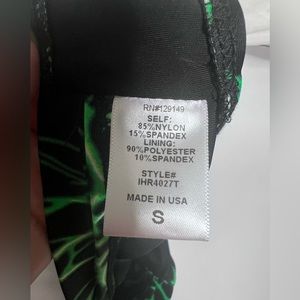 RN#129149
SELF:
85%NYLON
15%SPANDEX
LINING:
90%POLYESTER
10%SPANDEX
STYLE#
IHR4027T
MADE IN USA
S